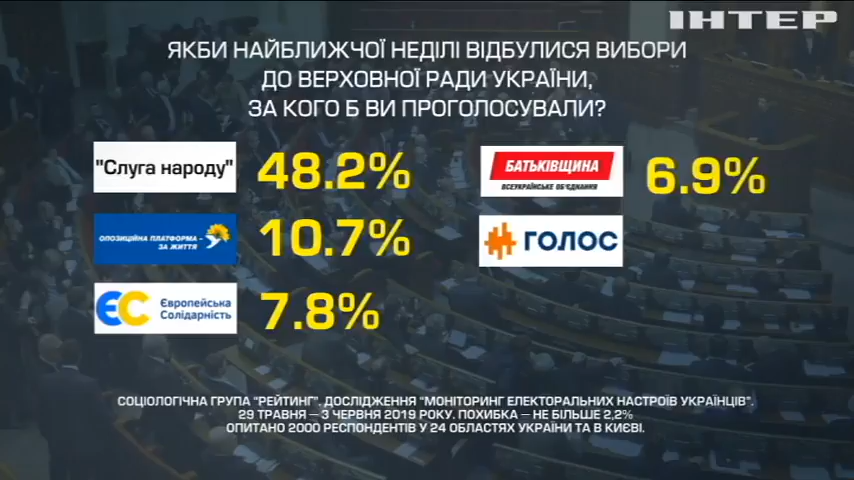 ІНТЕР
ЯКБИ НАЙБЛИЖЧОЇ НЕДІЛІ ВІДБУЛИСЯ ВИБОРИ
ДО ВЕРХОВНОЇ РАДИ УКРАЇНИ,
ЗА КОГО Б ВИ ПРОГОЛОСУВАЛИ?
"Слуга народу" 48.2%
ОПОЗИЦІЙНА ПЛАТФОРМА –
ЗА ЖИТТЯ
10.7%
ЄС Європейська
Солідарність
7.8%
БАТЬКІВЩИНА
ВСЕУКРАЇНСЬКЕ ОБ'ЄДНАННЯ
6.9%
ГОЛОС
СОЦІОЛОГІЧНА ГРУПА "РЕЙТИНГ". ДОСЛІДЖЕННЯ "МОНІТОРИНГ ЕЛЕКТОРАЛЬНИХ НАСТРОЇВ УКРАЇНЦІВ".
29 ТРАВНЯ – 3 ЧЕРВНЯ 2019 РОКУ. ПОХИБКА – НЕ БІЛЬШЕ 2,2%
ОПИТАНО 2000 РЕСПОНДЕНТІВ У 24 ОБЛАСТЯХ УКРАЇНИ ТА В КИЄВІ.